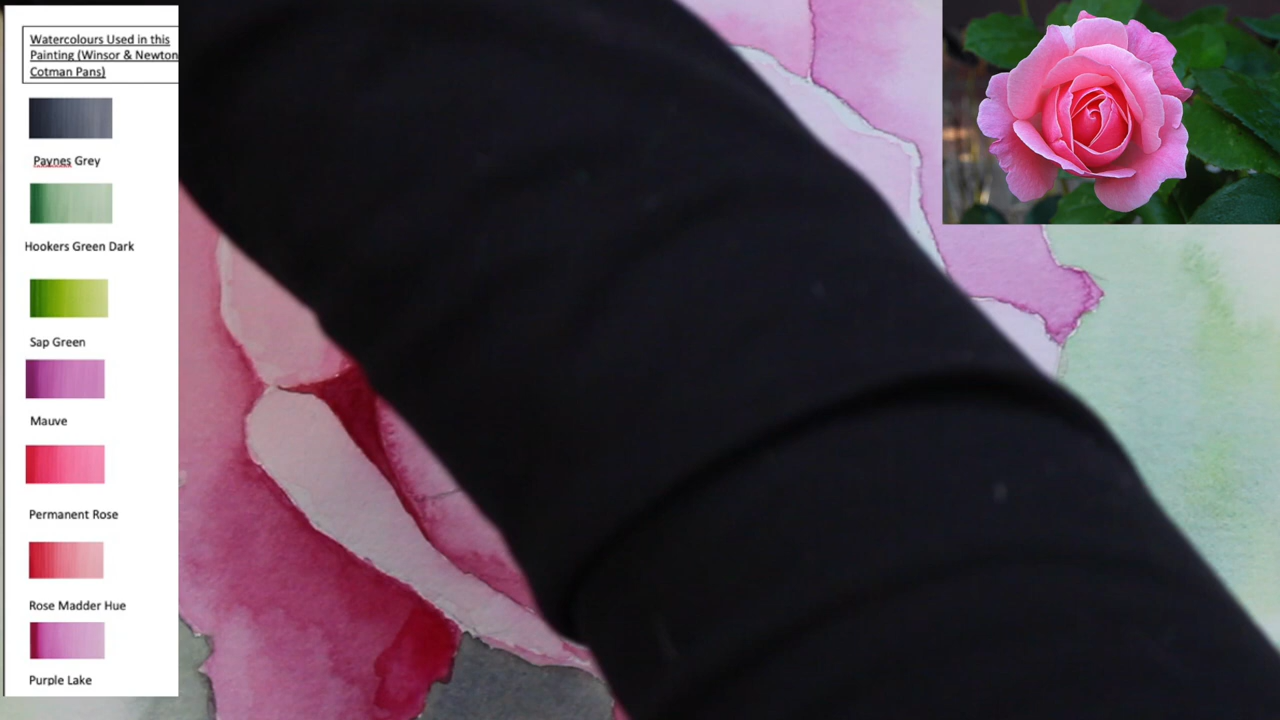 Watercolours Used in this
Painting (Winsor & Newton
Cotman Pans)
Paynes Grey
Hookers Green Dark
Sap Green
Mauve
Permanent Rose
Rose Madder Hue
Purple Lake